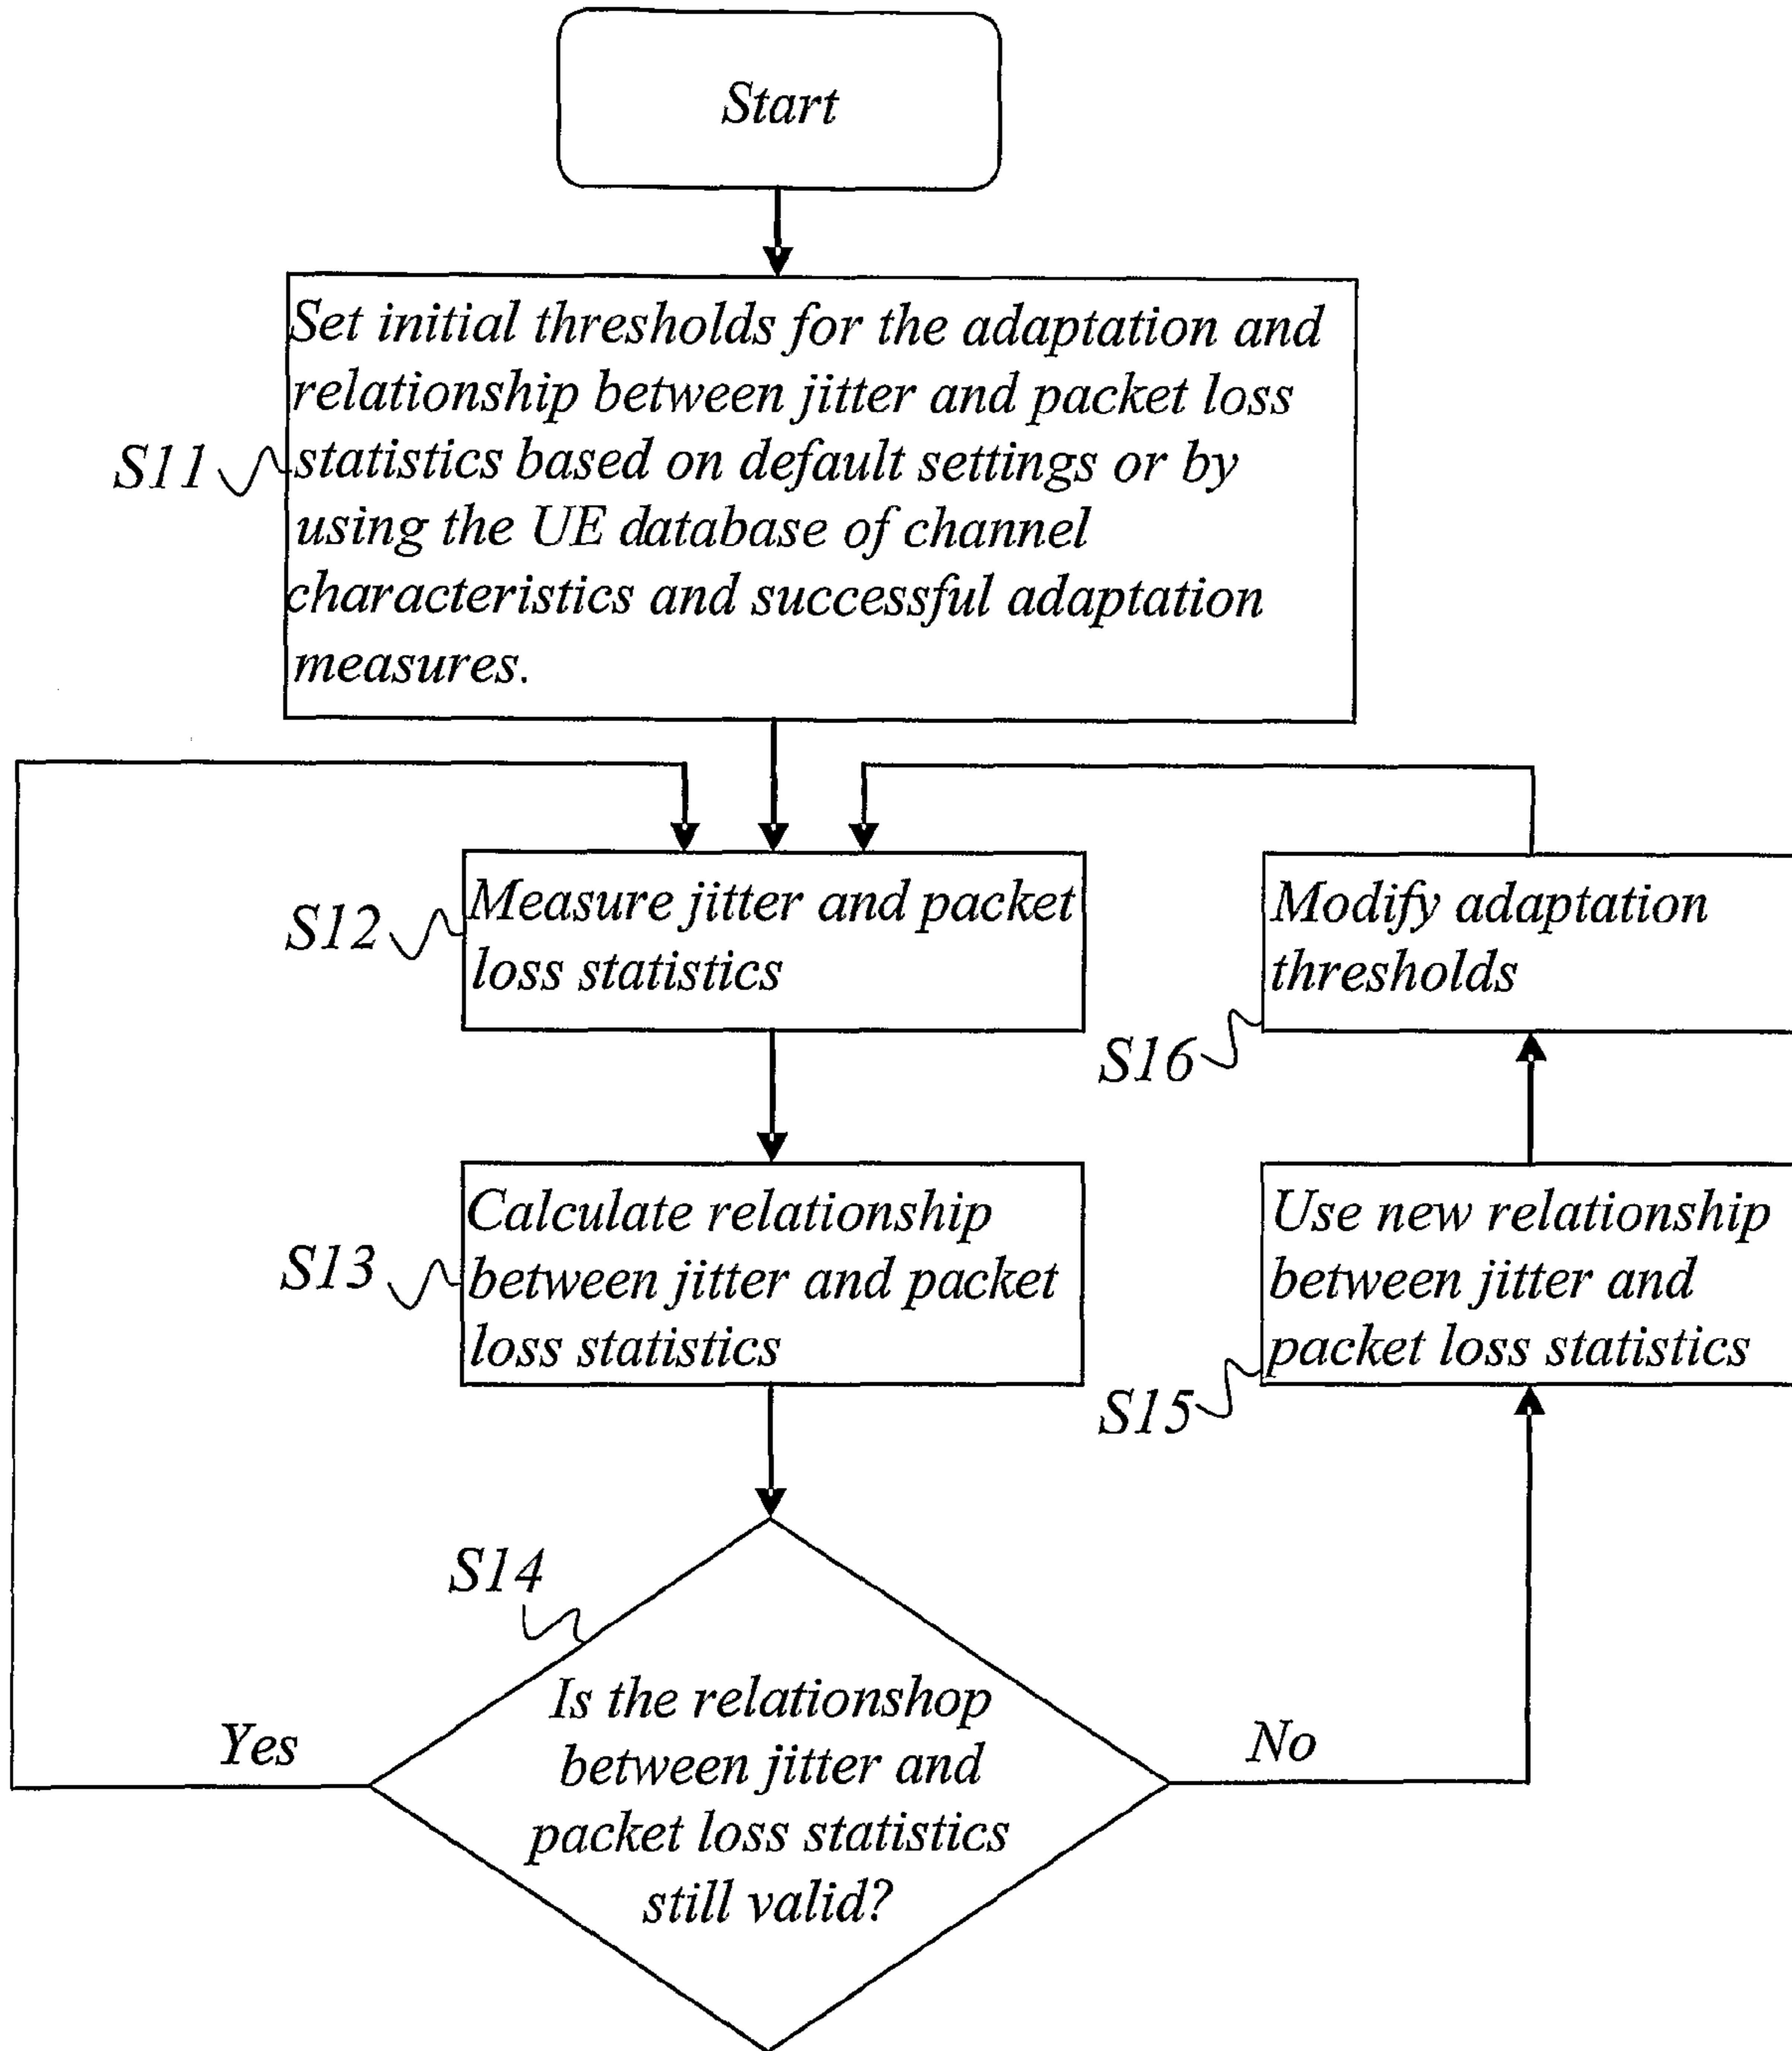 Start
Set initial thresholds for the adaptation and
relationship between jitter and packet loss
statistics based on default settings or by
using the UE database of channel
characteristics and successful adaptation
measures.
S11
Measure jitter and packet
loss statistics
S12
Modify adaptation
thresholds
S16
Calculate relationship
between jitter and packet
loss statistics
S13
Use new relationship
between jitter and
packet loss statistics
S15
S14
Is the relationshop
between jitter and
packet loss statistics
still valid?
Yes
No